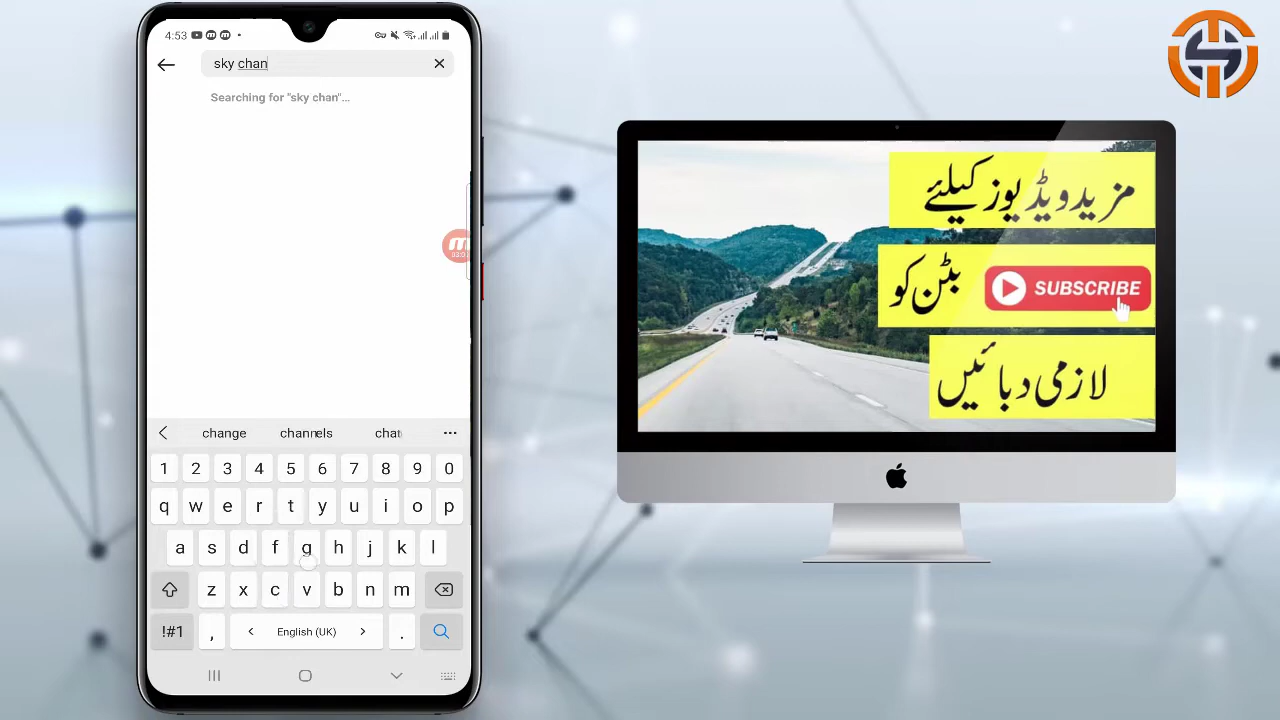 4:53
sky chan
Searching for "sky chan"...
change channels chat ...
1 2 3 4 5 6 7 8 9 0
q w e r t y u i o p
a s d f g h j k l
z x c v b n m
!#1 , < English (UK) > .
مزید ویڈیوز کیلئے
بٹن کو SUBSCRIBE
لازمی دبائیں